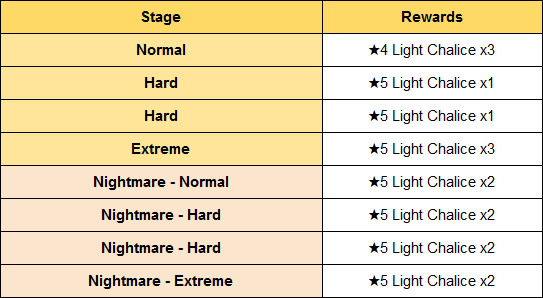 Stage Rewards
Normal ★4 Light Chalice x3
Hard ★5 Light Chalice x1
Hard ★5 Light Chalice x1
Extreme ★5 Light Chalice x3
Nightmare - Normal ★5 Light Chalice x2
Nightmare - Hard ★5 Light Chalice x2
Nightmare - Hard ★5 Light Chalice x2
Nightmare - Extreme ★5 Light Chalice x2